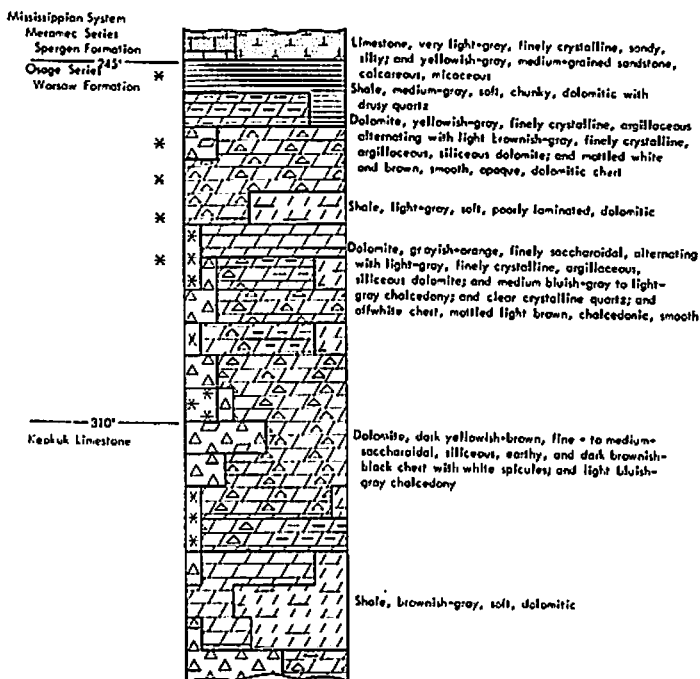 Mississippian System
Meramec Series
Spergen Formation
245'
Osage Series
Warsaw Formation
310'
Keokuk Limestone
Limestone, very light-gray, finely crystalline, sandy,
silty; and yellowish-gray, medium-grained sandstone,
calcareous, micaceous
Shale, medium-gray, soft, chunky, dolomitic with
drusy quartz
Dolomite, yellowish-gray, finely crystalline, argillaceous
alternating with light brownish-gray, finely crystalline,
argillaceous, siliceous dolomite; and mottled white
and brown, smooth, opaque, dolomitic chert
Shale, light-gray, soft, poorly laminated, dolomitic
Dolomite, grayish-orange, finely saccharoidal, alternating
with light-gray, finely crystalline, argillaceous,
siliceous dolomite; and medium bluish-gray to light-
gray chalcedony; and clear crystalline quartz; and
offwhite chert, mottled light brown, chalcedonic, smooth
Dolomite, dark yellowish-brown, fine - to medium-
saccharoidal, siliceous, earthy, and dark brownish-
black chert with white spicules; and light bluish-
gray chalcedony
Shale, brownish-gray, soft, dolomitic